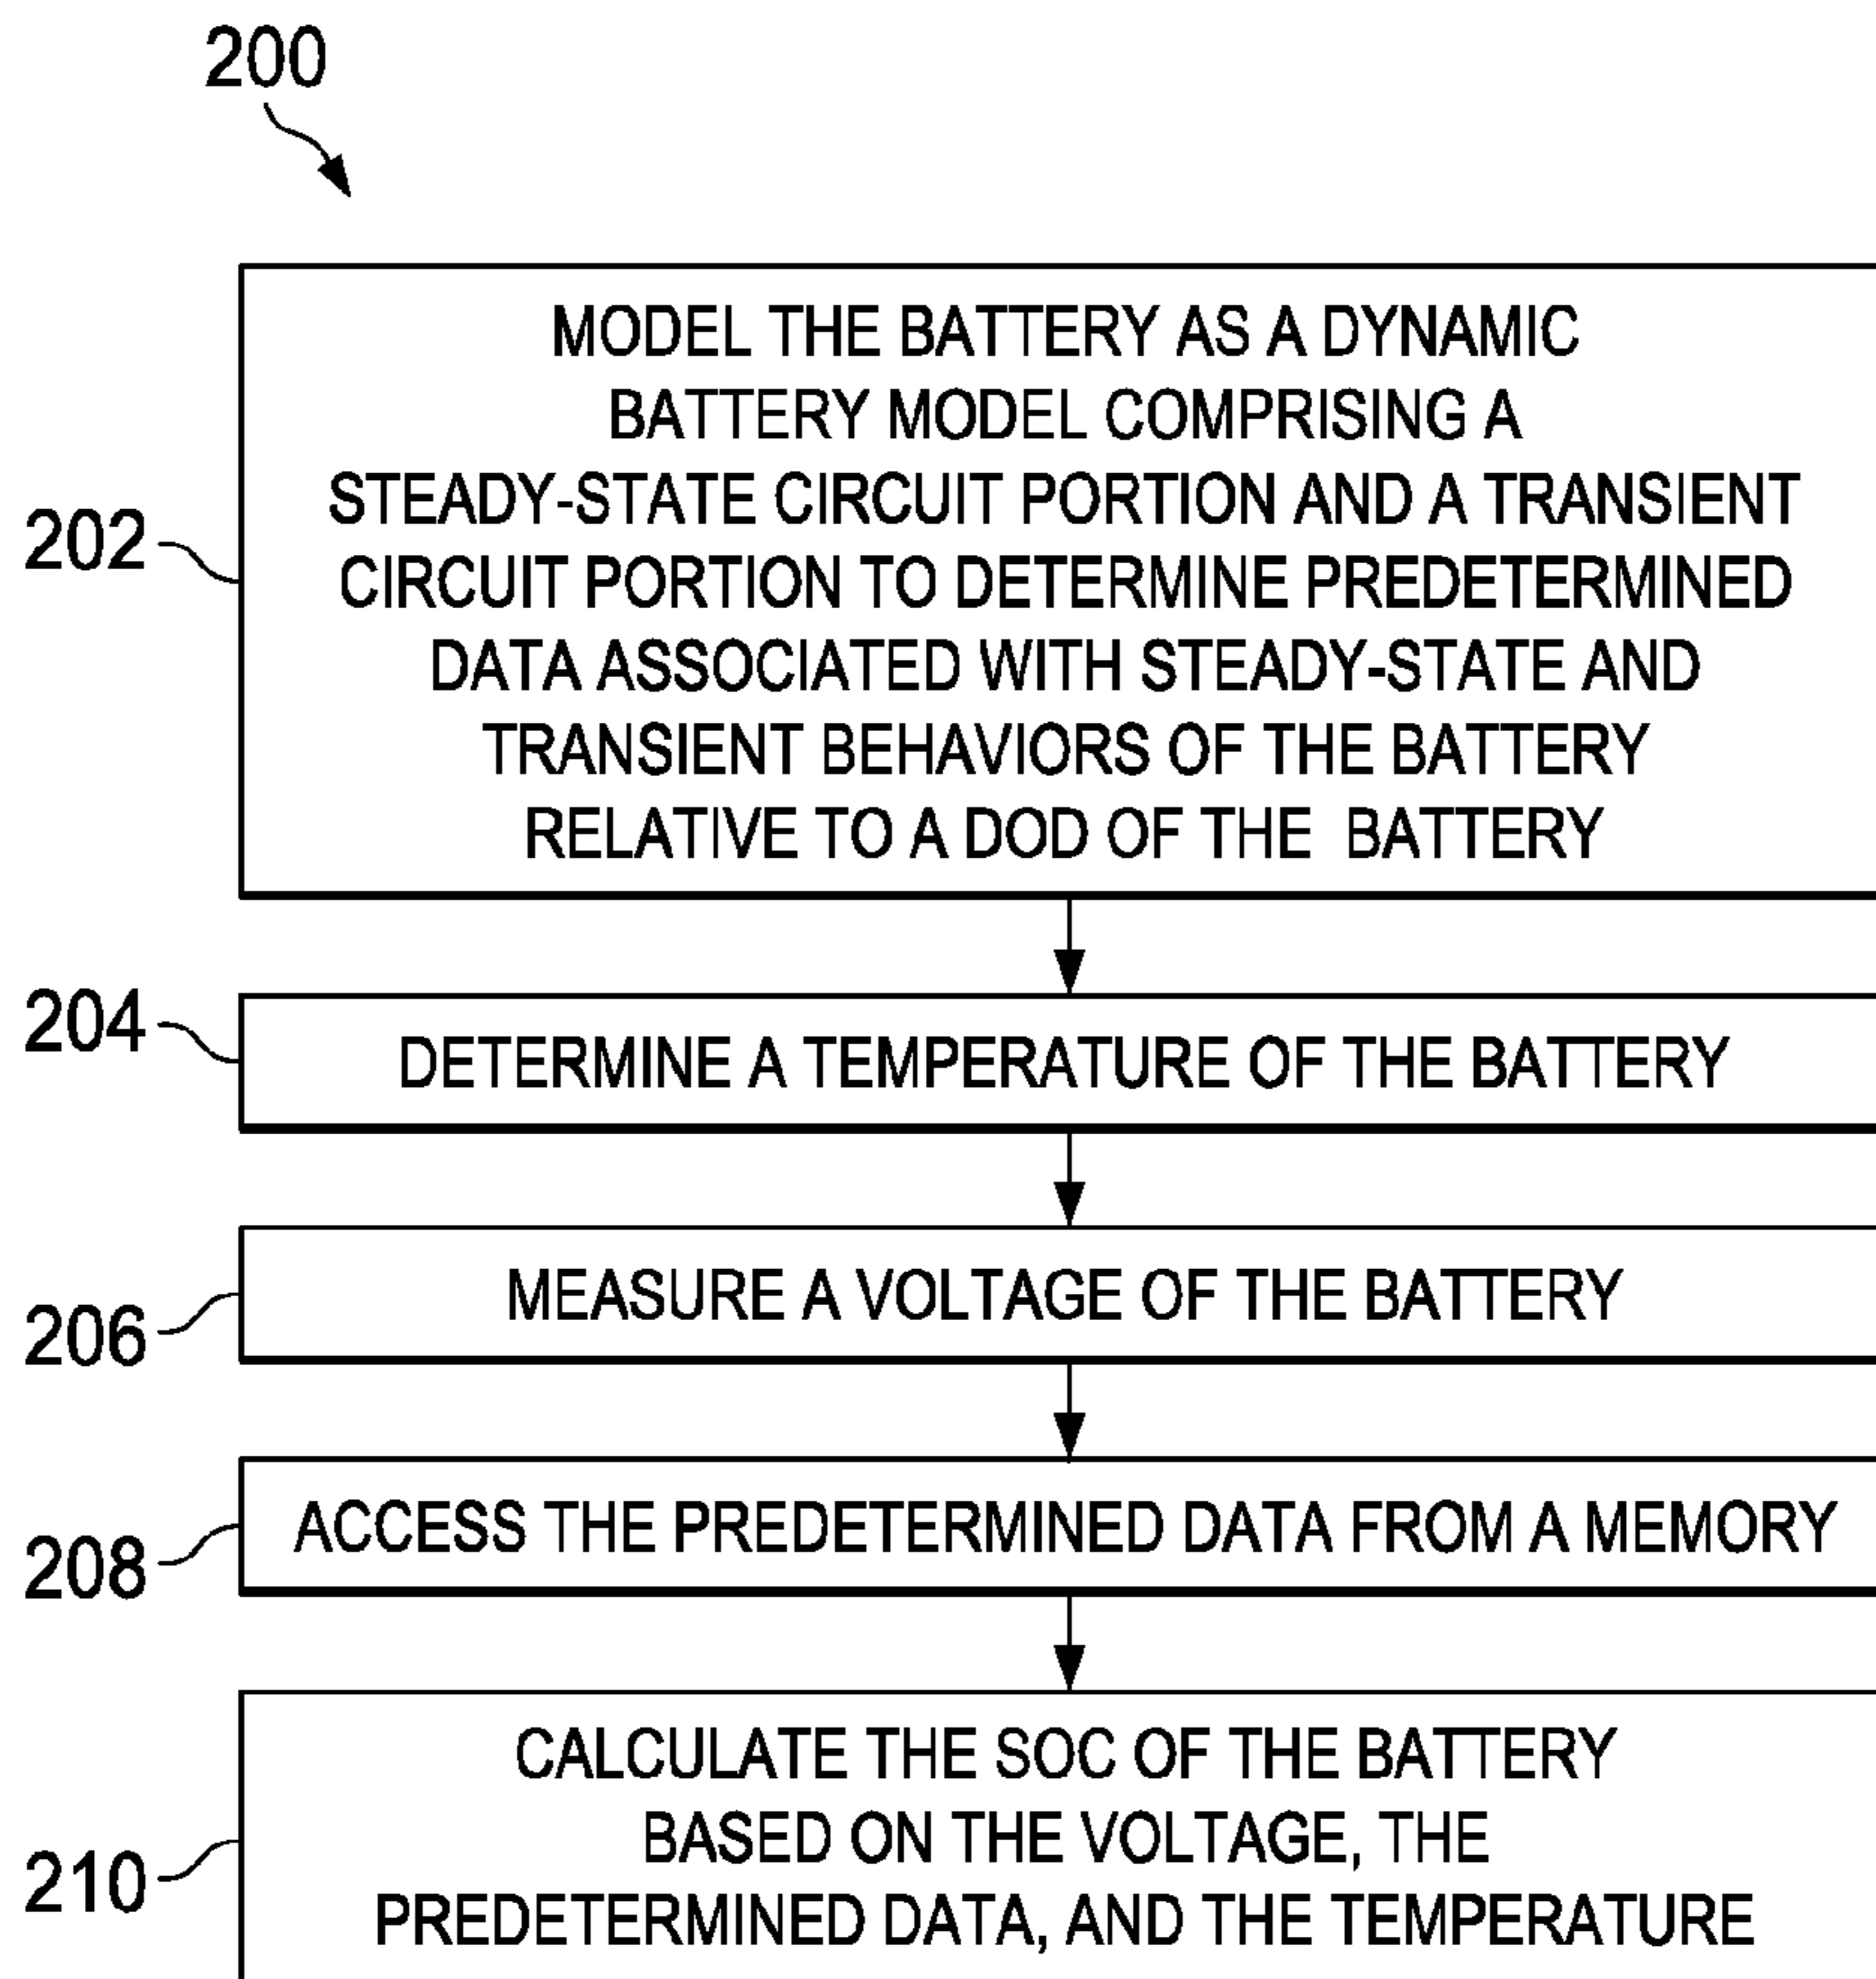 200
202
MODEL THE BATTERY AS A DYNAMIC
BATTERY MODEL COMPRISING A
STEADY-STATE CIRCUIT PORTION AND A TRANSIENT
CIRCUIT PORTION TO DETERMINE PREDETERMINED
DATA ASSOCIATED WITH STEADY-STATE AND
TRANSIENT BEHAVIORS OF THE BATTERY
RELATIVE TO A DOD OF THE BATTERY
204
DETERMINE A TEMPERATURE OF THE BATTERY
206
MEASURE A VOLTAGE OF THE BATTERY
208
ACCESS THE PREDETERMINED DATA FROM A MEMORY
210
CALCULATE THE SOC OF THE BATTERY
BASED ON THE VOLTAGE, THE
PREDETERMINED DATA, AND THE TEMPERATURE